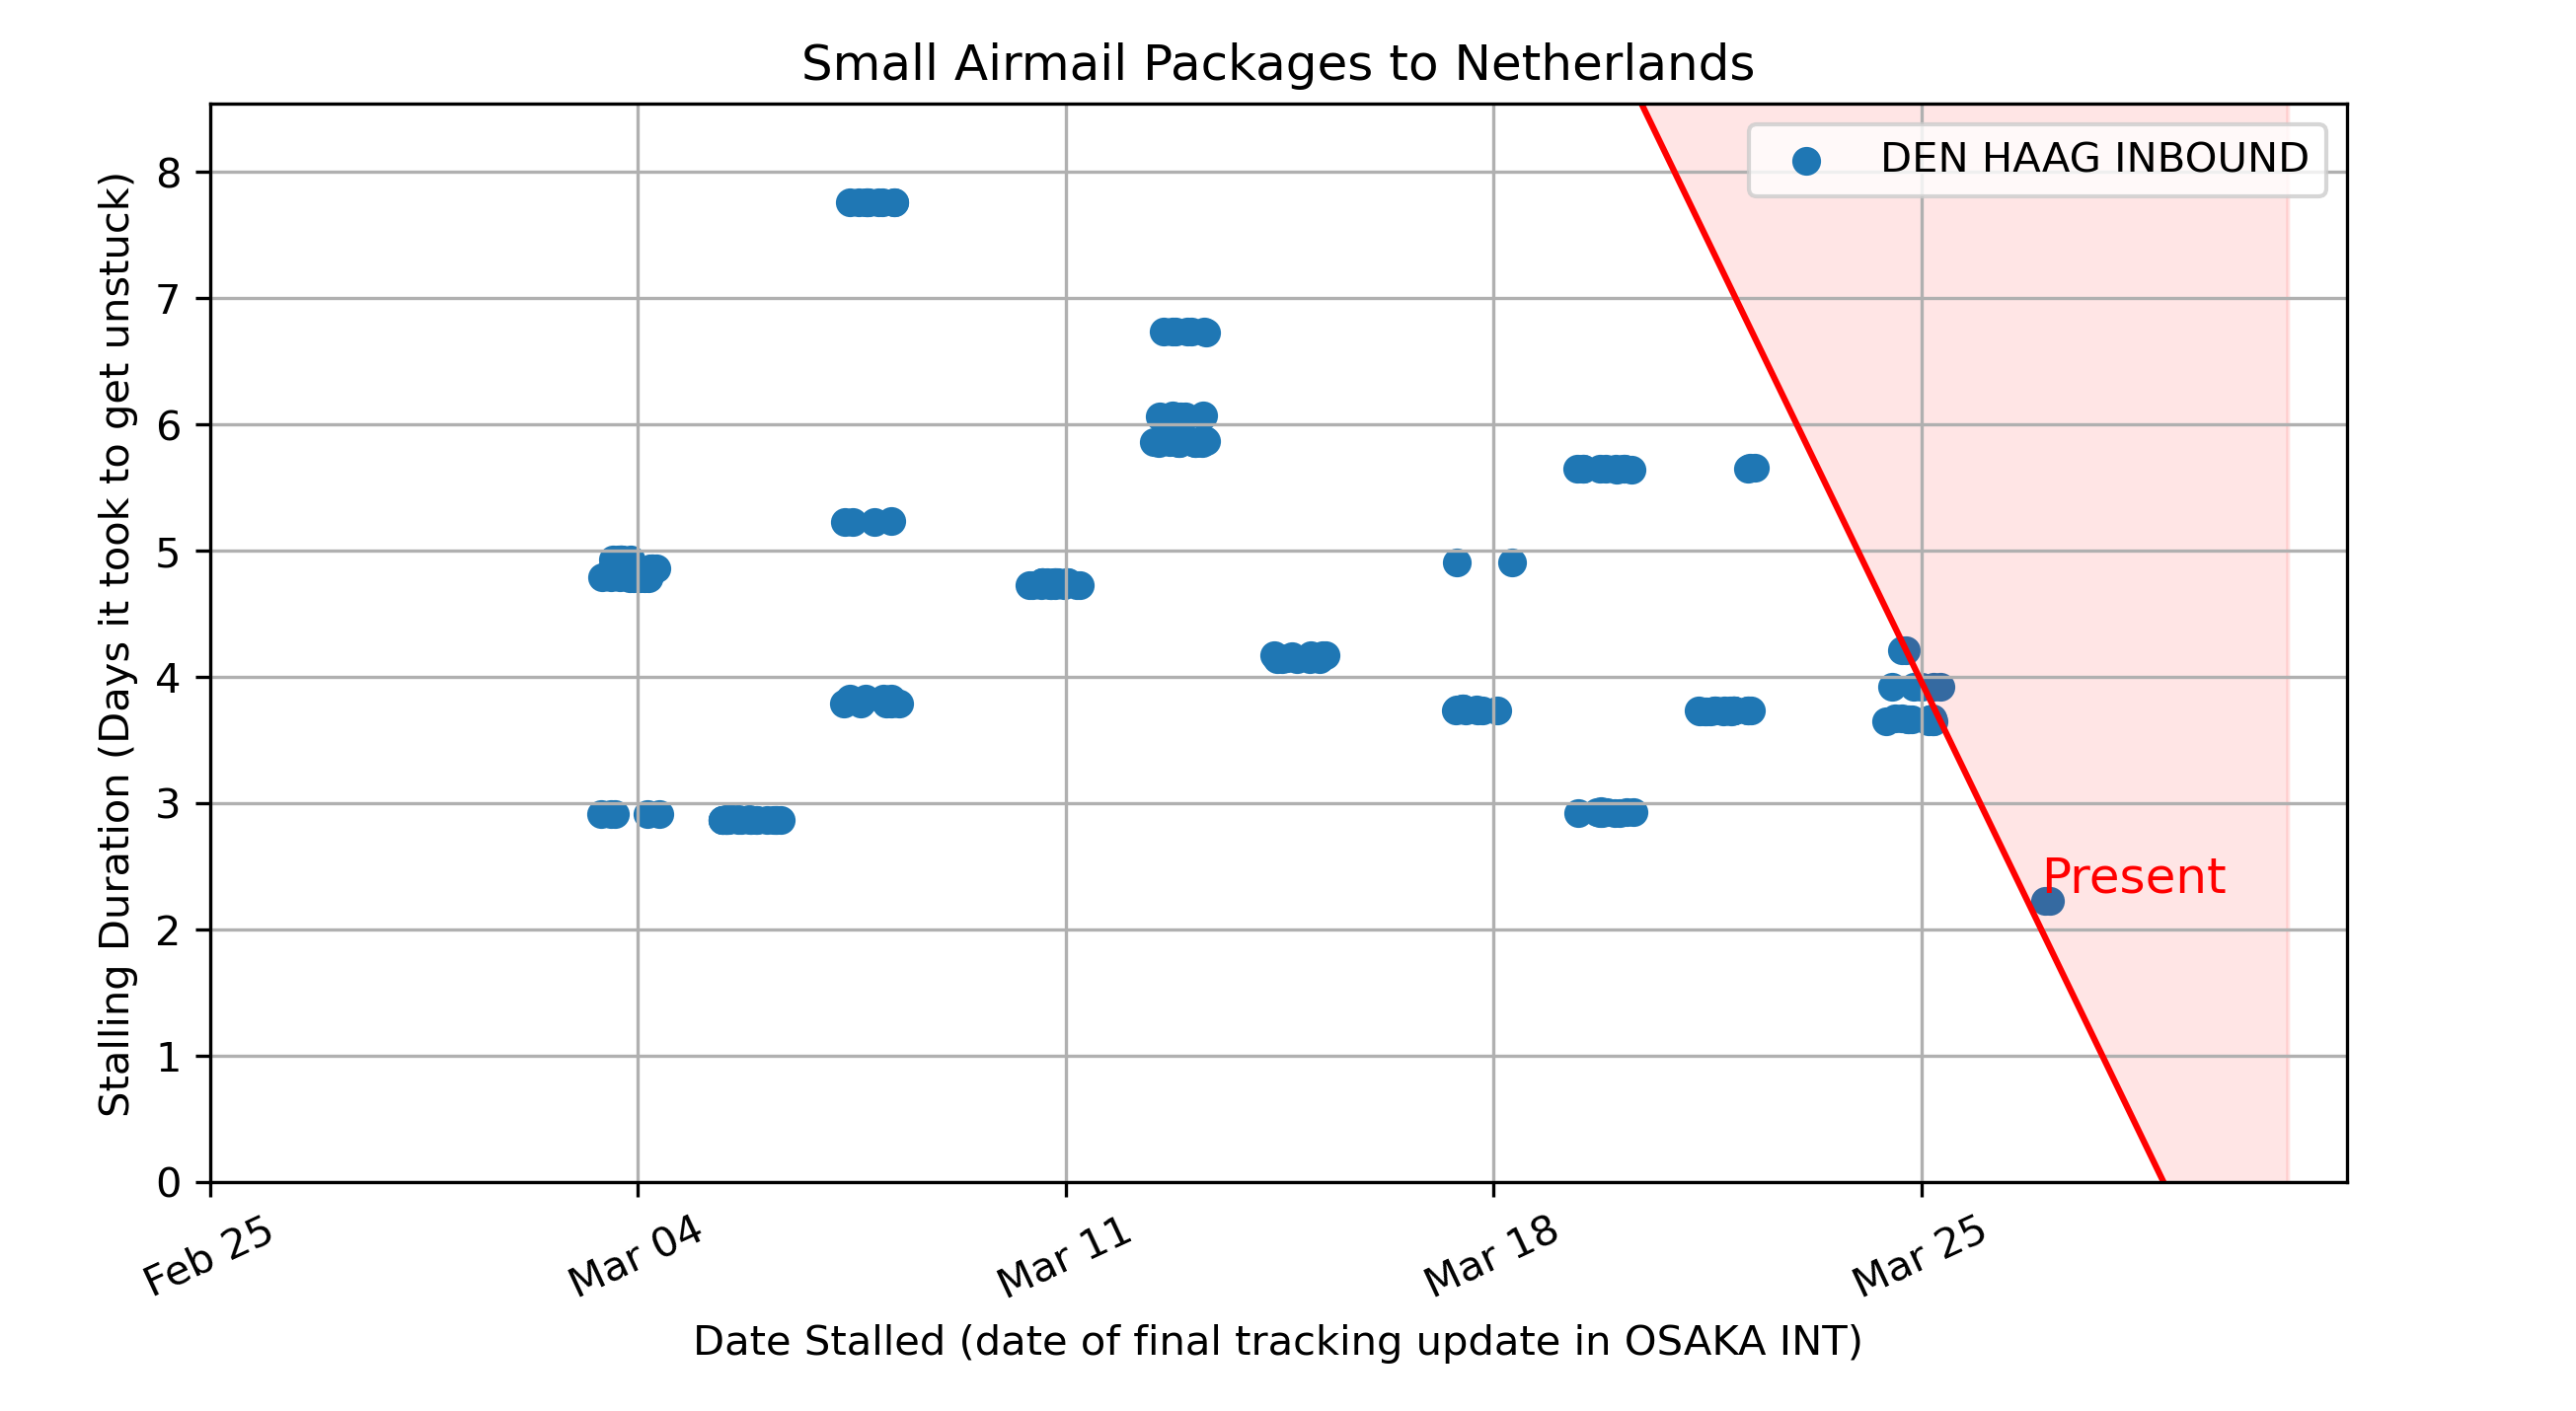 Small Airmail Packages to Netherlands
DEN HAAG INBOUND
Stalling Duration (Days it took to get unstuck)
8
7
6
5
4
3
2
1
0
Present
Feb 25
Mar 04
Mar 11
Mar 18
Mar 25
Date Stalled (date of final tracking update in OSAKA INT)